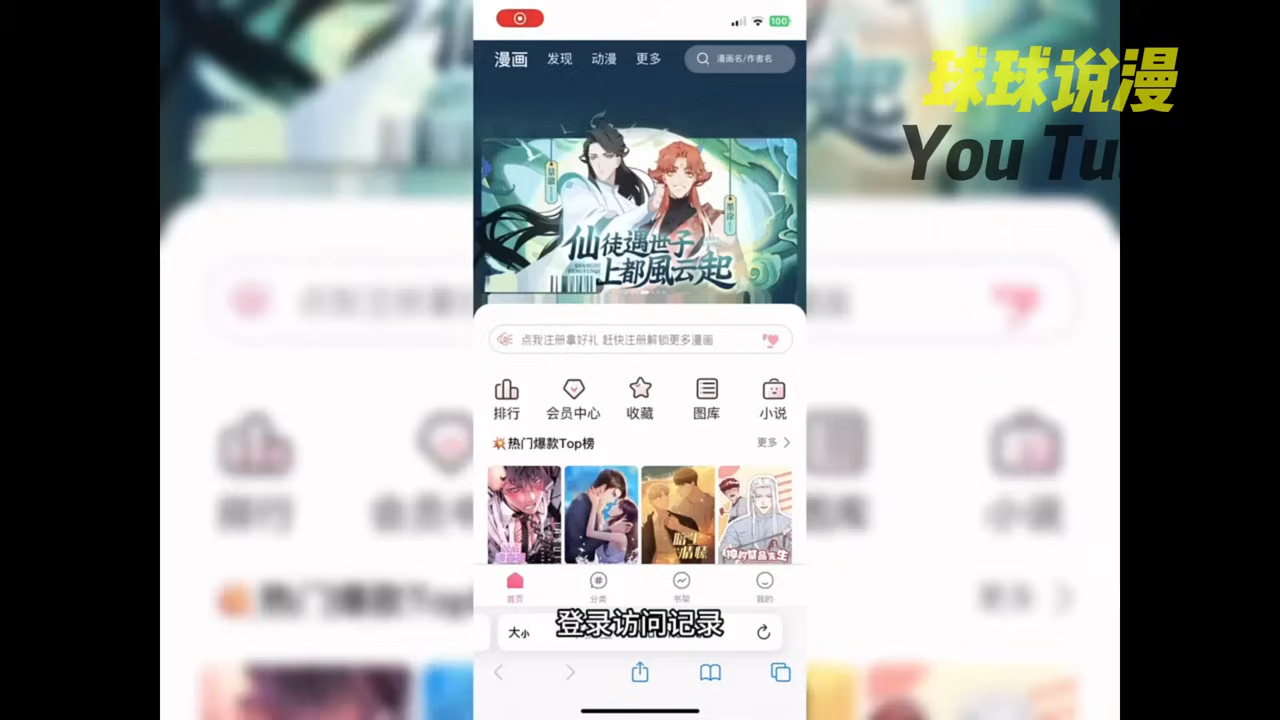 100
漫画 发现 动漫 更多 漫画名/作者名
球球说漫
You Tu
仙徒遇世子
上都風云起
点我注册拿好礼 赶快注册解锁更多漫画
排行 会员中心 收藏 图库 小说
热门爆款Top榜 更多
首页 分类 书架 我的
登录访问记录
大小